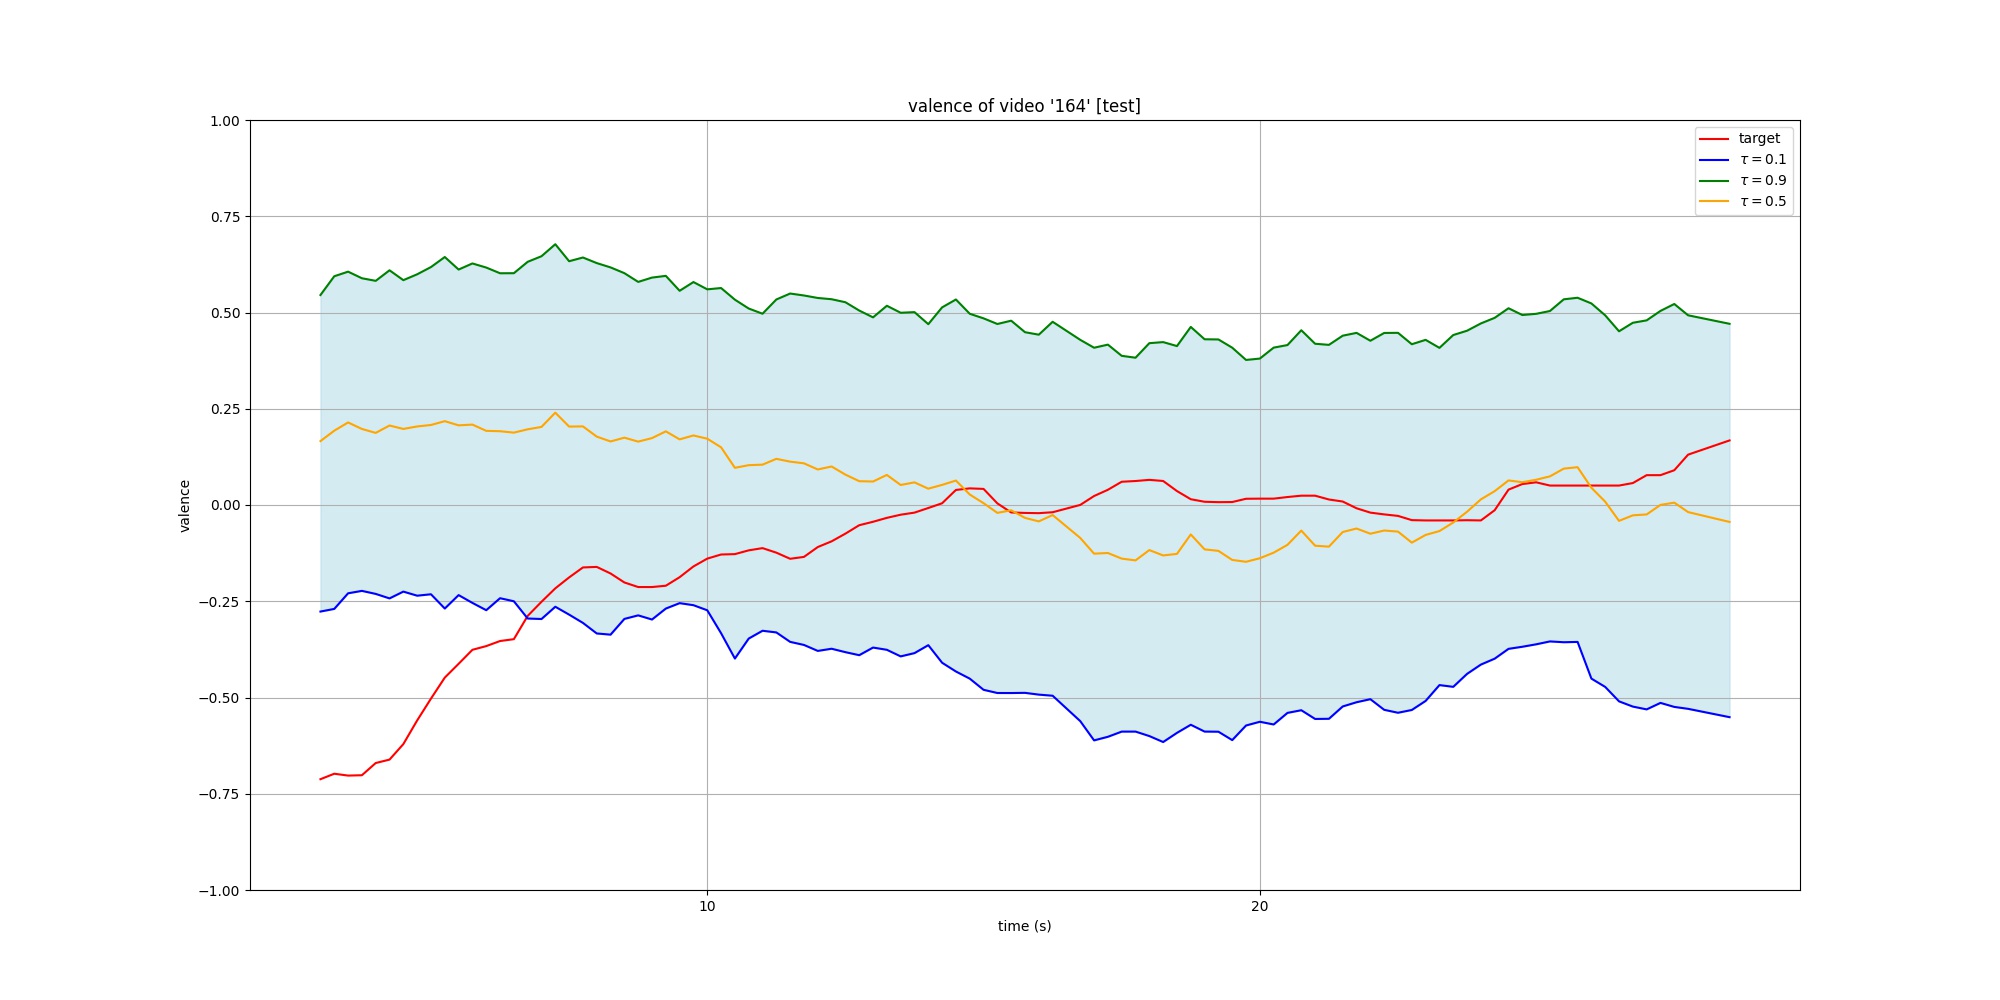 valence of video '164' [test]
target
τ = 0.1
τ = 0.9
τ = 0.5
1.00
0.75
0.50
0.25
0.00
−0.25
−0.50
−0.75
−1.00
valence
10
20
time (s)